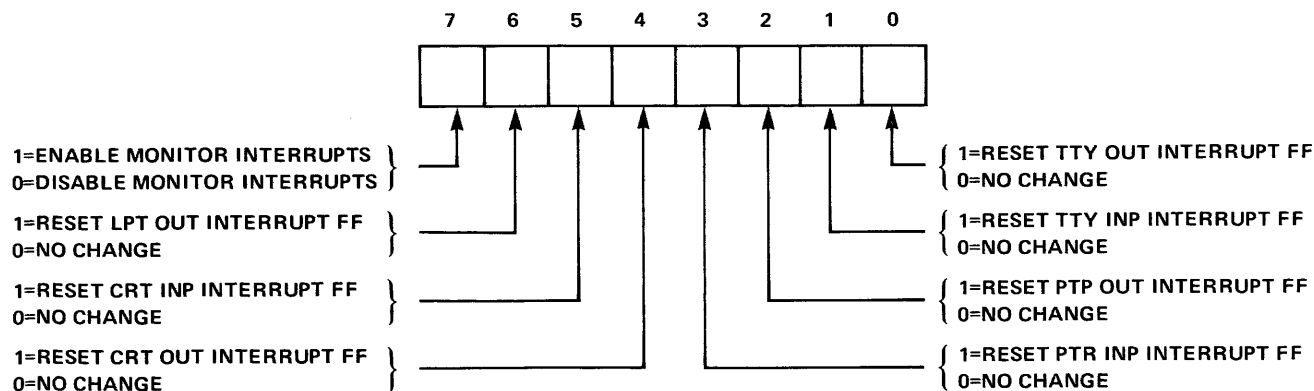 7 6 5 4 3 2 1 0
1=ENABLE MONITOR INTERRUPTS
0=DISABLE MONITOR INTERRUPTS
1=RESET LPT OUT INTERRUPT FF
0=NO CHANGE
1=RESET CRT INP INTERRUPT FF
0=NO CHANGE
1=RESET CRT OUT INTERRUPT FF
0=NO CHANGE
1=RESET TTY OUT INTERRUPT FF
0=NO CHANGE
1=RESET TTY INP INTERRUPT FF
0=NO CHANGE
1=RESET PTP OUT INTERRUPT FF
0=NO CHANGE
1=RESET PTR INP INTERRUPT FF
0=NO CHANGE